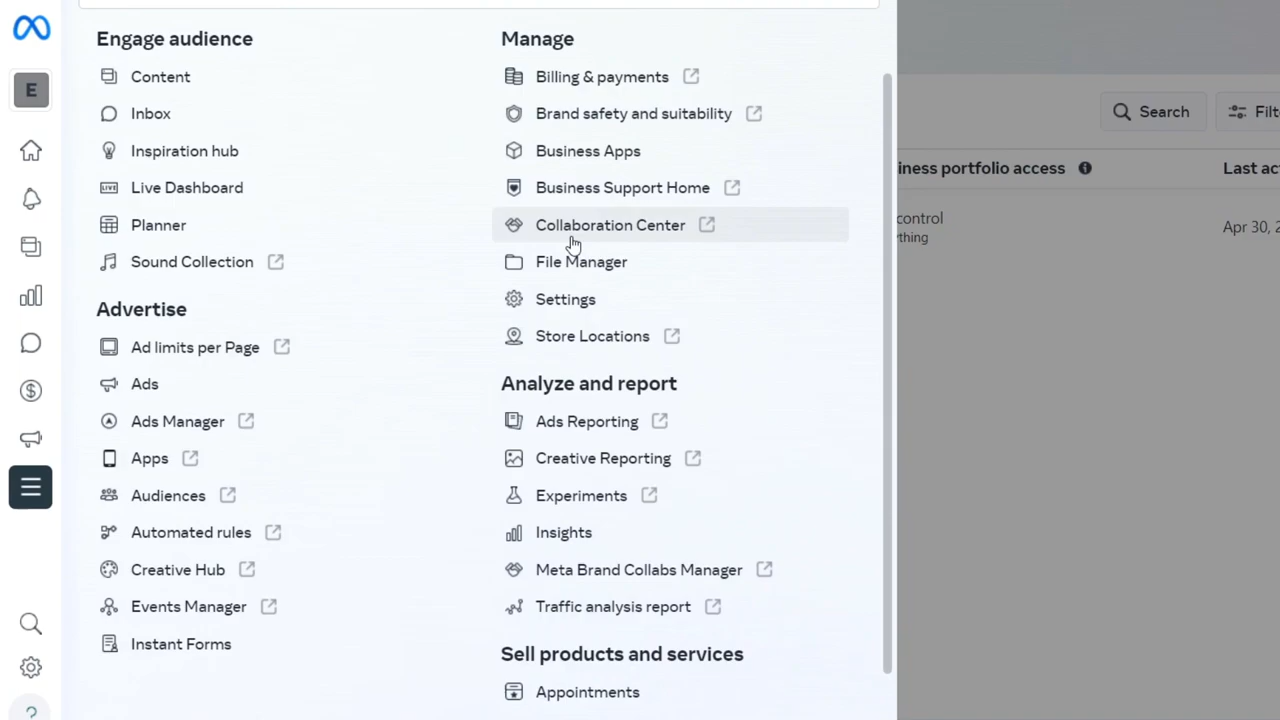 E
Engage audience
Content
Inbox
Inspiration hub
LIVE Live Dashboard
Planner
Sound Collection
Advertise
Ad limits per Page
Ads
Ads Manager
Apps
Audiences
Automated rules
Creative Hub
Events Manager
Instant Forms
Manage
Billing & payments
Brand safety and suitability
Business Apps
Business Support Home
Collaboration Center
File Manager
Settings
Store Locations
Analyze and report
Ads Reporting
Creative Reporting
Experiments
Insights
Meta Brand Collabs Manager
Traffic analysis report
Sell products and services
Appointments
Search
Filt
iness portfolio access
Last ac
control
thing
Apr 30, 2
?